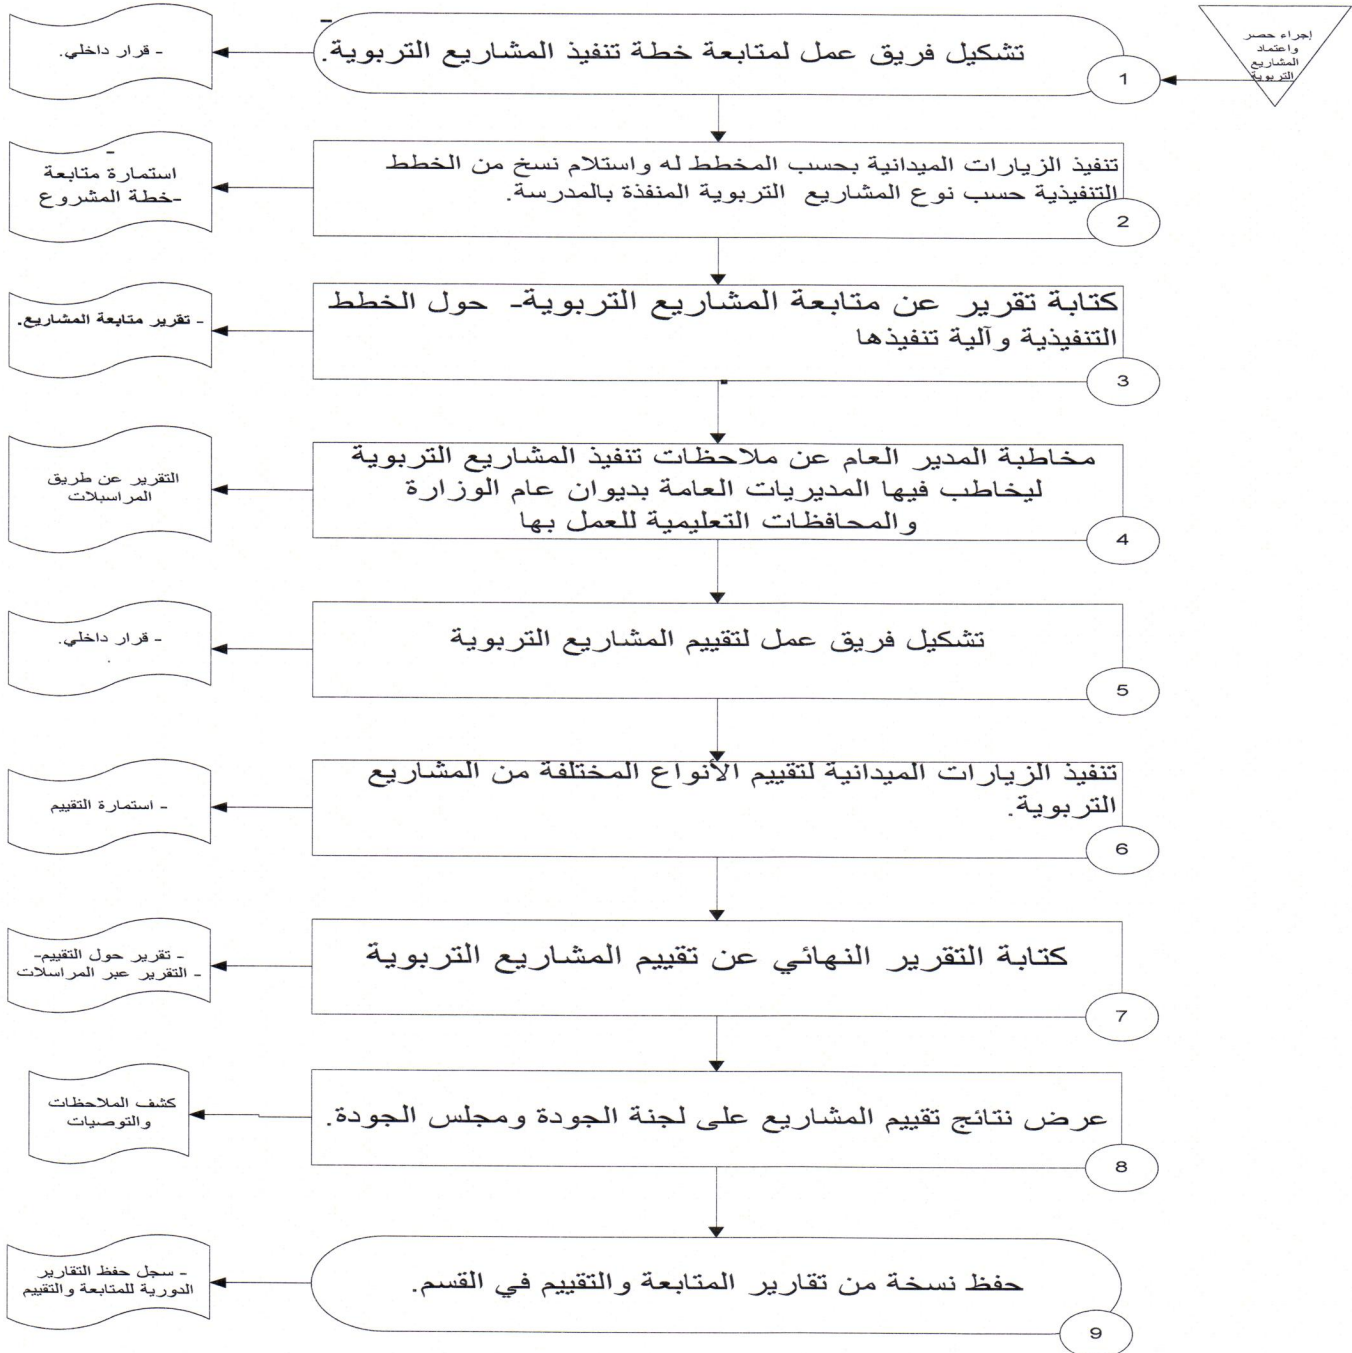 إجراء حصر
واعتماد
المشاريع
التربوية
تشكيل فريق عمل لمتابعة خطة تنفيذ المشاريع التربوية.
1
- قرار داخلي.
تنفيذ الزيارات الميدانية بحسب المخطط له واستلام نسخ من الخطط
التنفيذية حسب نوع المشاريع التربوية المنفذة بالمدرسة.
2
استمارة متابعة
-خطة المشروع
كتابة تقرير عن متابعة المشاريع التربوية- حول الخطط
التنفيذية وآلية تنفيذها
3
- تقرير متابعة المشاريع.
مخاطبة المدير العام عن ملاحظات تنفيذ المشاريع التربوية
ليخاطب فيها المديريات العامة بديوان عام الوزارة
والمحافظات التعليمية للعمل بها
4
التقرير عن طريق
المراسبلات
تشكيل فريق عمل لتقييم المشاريع التربوية
5
- قرار داخلي.
.
تنفيذ الزيارات الميدانية لتقييم الأنواع المختلفة من المشاريع
التربوية.
6
- استمارة التقييم
كتابة التقرير النهائي عن تقييم المشاريع التربوية
7
- تقرير حول التقييم-
- التقرير عبر المراسلات
عرض نتائج تقييم المشاريع على لجنة الجودة ومجلس الجودة.
8
كشف الملاحظات
والتوصيات
حفظ نسخة من تقارير المتابعة والتقييم في القسم.
9
- سجل حفظ التقارير
الدورية للمتابعة والتقييم